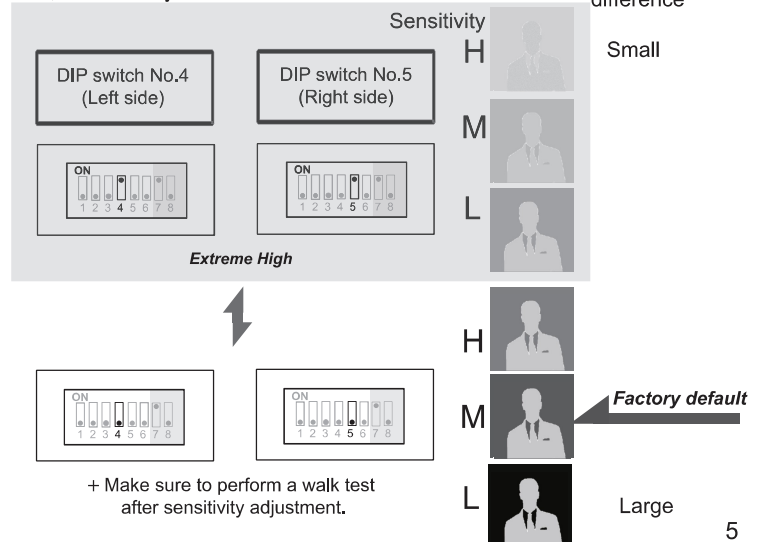 difference
Sensitivity
H
Small
DIP switch No.4
(Left side)
DIP switch No.5
(Right side)
M
ON
1 2 3 4 5 6 7 8
ON
1 2 3 4 5 6 7 8
L
Extreme High
H
Factory default
M
ON
1 2 3 4 5 6 7 8
ON
1 2 3 4 5 6 7 8
+ Make sure to perform a walk test
after sensitivity adjustment.
L
Large
5